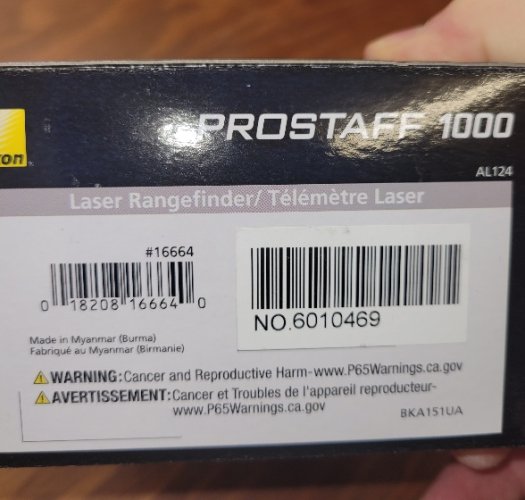 PROSTAFF 1000
AL124
Laser Rangefinder/ Télémètre Laser
#16664
0 18208 16664 0
NO.6010469
Made in Myanmar (Burma)
Fabriqué au Myanmar (Birmanie)
WARNING:Cancer and Reproductive Harm-www.P65Warnings.ca.gov
AVERTISSEMENT:Cancer et Troubles de l'appareil reproducteur-
www.P65Warnings.ca.gov
BKA151UA